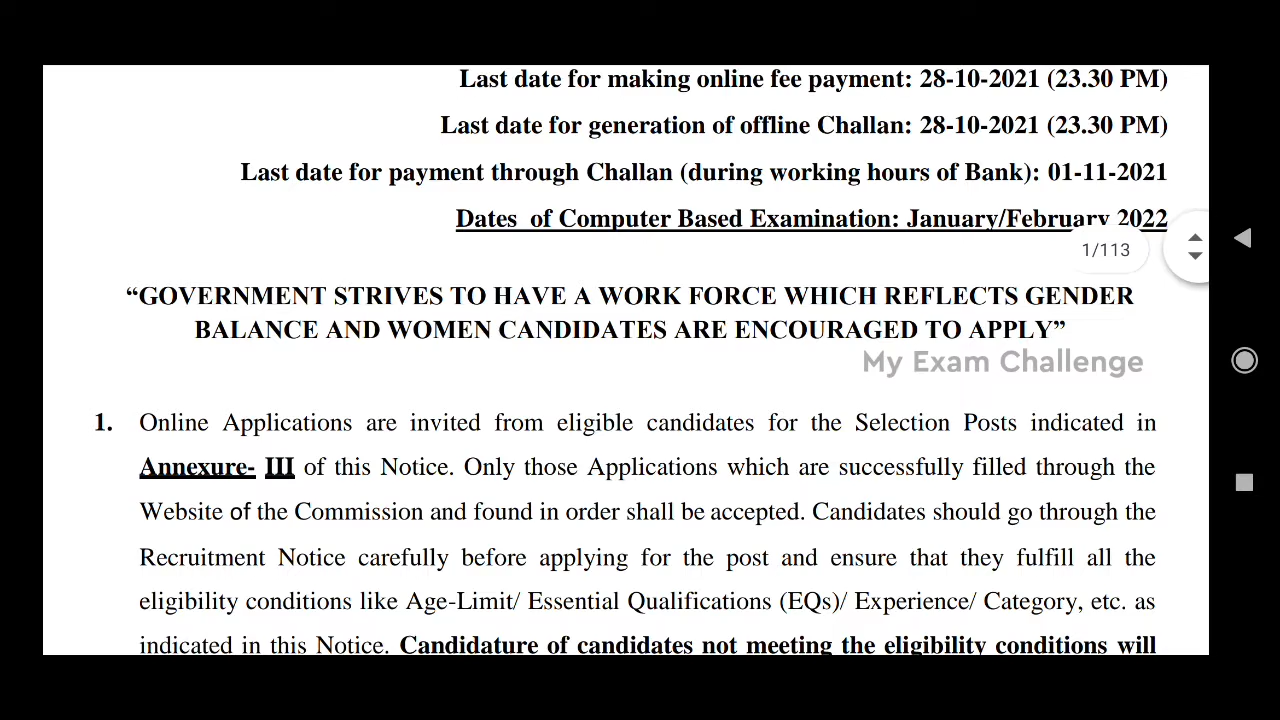 Last date for making online fee payment: 28-10-2021 (23.30 PM)
Last date for generation of offline Challan: 28-10-2021 (23.30 PM)
Last date for payment through Challan (during working hours of Bank): 01-11-2021
Dates of Computer Based Examination: January/February 2022
1/113
“GOVERNMENT STRIVES TO HAVE A WORK FORCE WHICH REFLECTS GENDER
BALANCE AND WOMEN CANDIDATES ARE ENCOURAGED TO APPLY”
My Exam Challenge
1. Online Applications are invited from eligible candidates for the Selection Posts indicated in
Annexure- III of this Notice. Only those Applications which are successfully filled through the
Website of the Commission and found in order shall be accepted. Candidates should go through the
Recruitment Notice carefully before applying for the post and ensure that they fulfill all the
eligibility conditions like Age-Limit/ Essential Qualifications (EQs)/ Experience/ Category, etc. as
indicated in this Notice. Candidature of candidates not meeting the eligibility conditions will